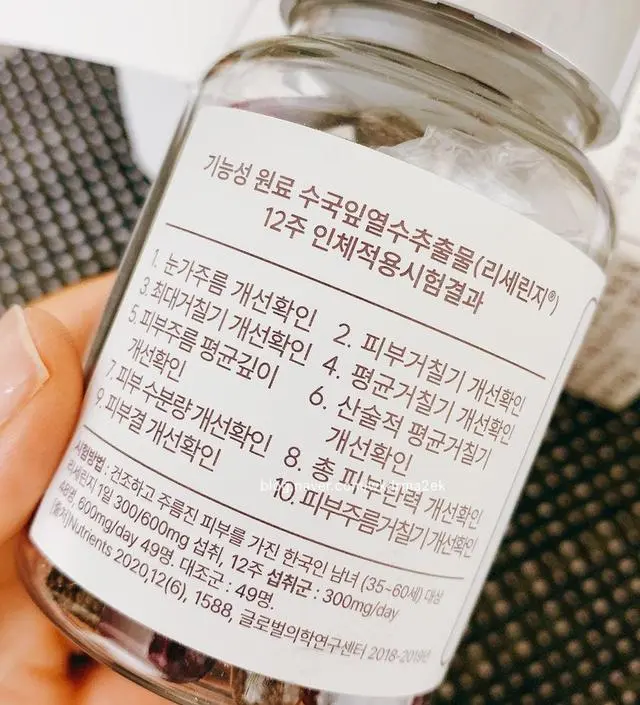 기능성 원료 수국잎열수추출물(리세린지®)
12주 인체적용시험결과
1. 눈가주름 개선확인 2. 피부거칠기 개선확인
3. 최대거칠기 개선확인 4. 평균거칠기 개선확인
5. 피부주름 평균깊이 6. 산술적 평균거칠기
개선확인 개선확인
7. 피부 수분량 개선확인 8. 총 피부탄력 개선확인
9. 피부결 개선확인 10. 피부주름거칠기 개선확인
시험방법 : 건조하고 주름진 피부를 가진 한국인 남녀 (35~60세) 대상
리세린지 1일 300/600mg 섭취, 12주 섭취군 : 300mg/day
48명, 600mg/day 49명. 대조군 : 49명.
(출처)Nutrients 2020,12(6), 1588, 글로벌의학연구센터 2018-2019년